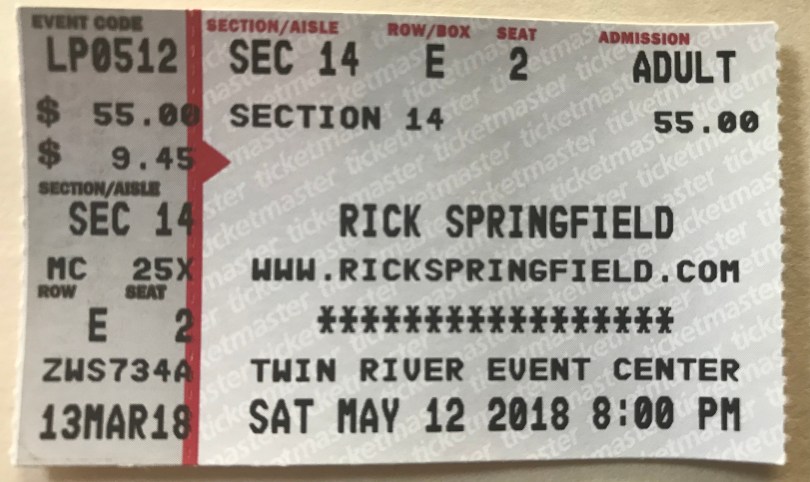 EVENT CODE SECTION/AISLE ROW/BOX SEAT ADMISSION
LP0512 SEC 14 E 2 ADULT
$ 55.00 SECTION 14 55.00
$ 9.45
SECTION/AISLE
SEC 14 RICK SPRINGFIELD
MC 25X WWW.RICKSPRINGFIELD.COM
ROW SEAT
E 2 *****************
ZWS734A TWIN RIVER EVENT CENTER
13MAR18 SAT MAY 12 2018 8:00 PM
ticketmaster